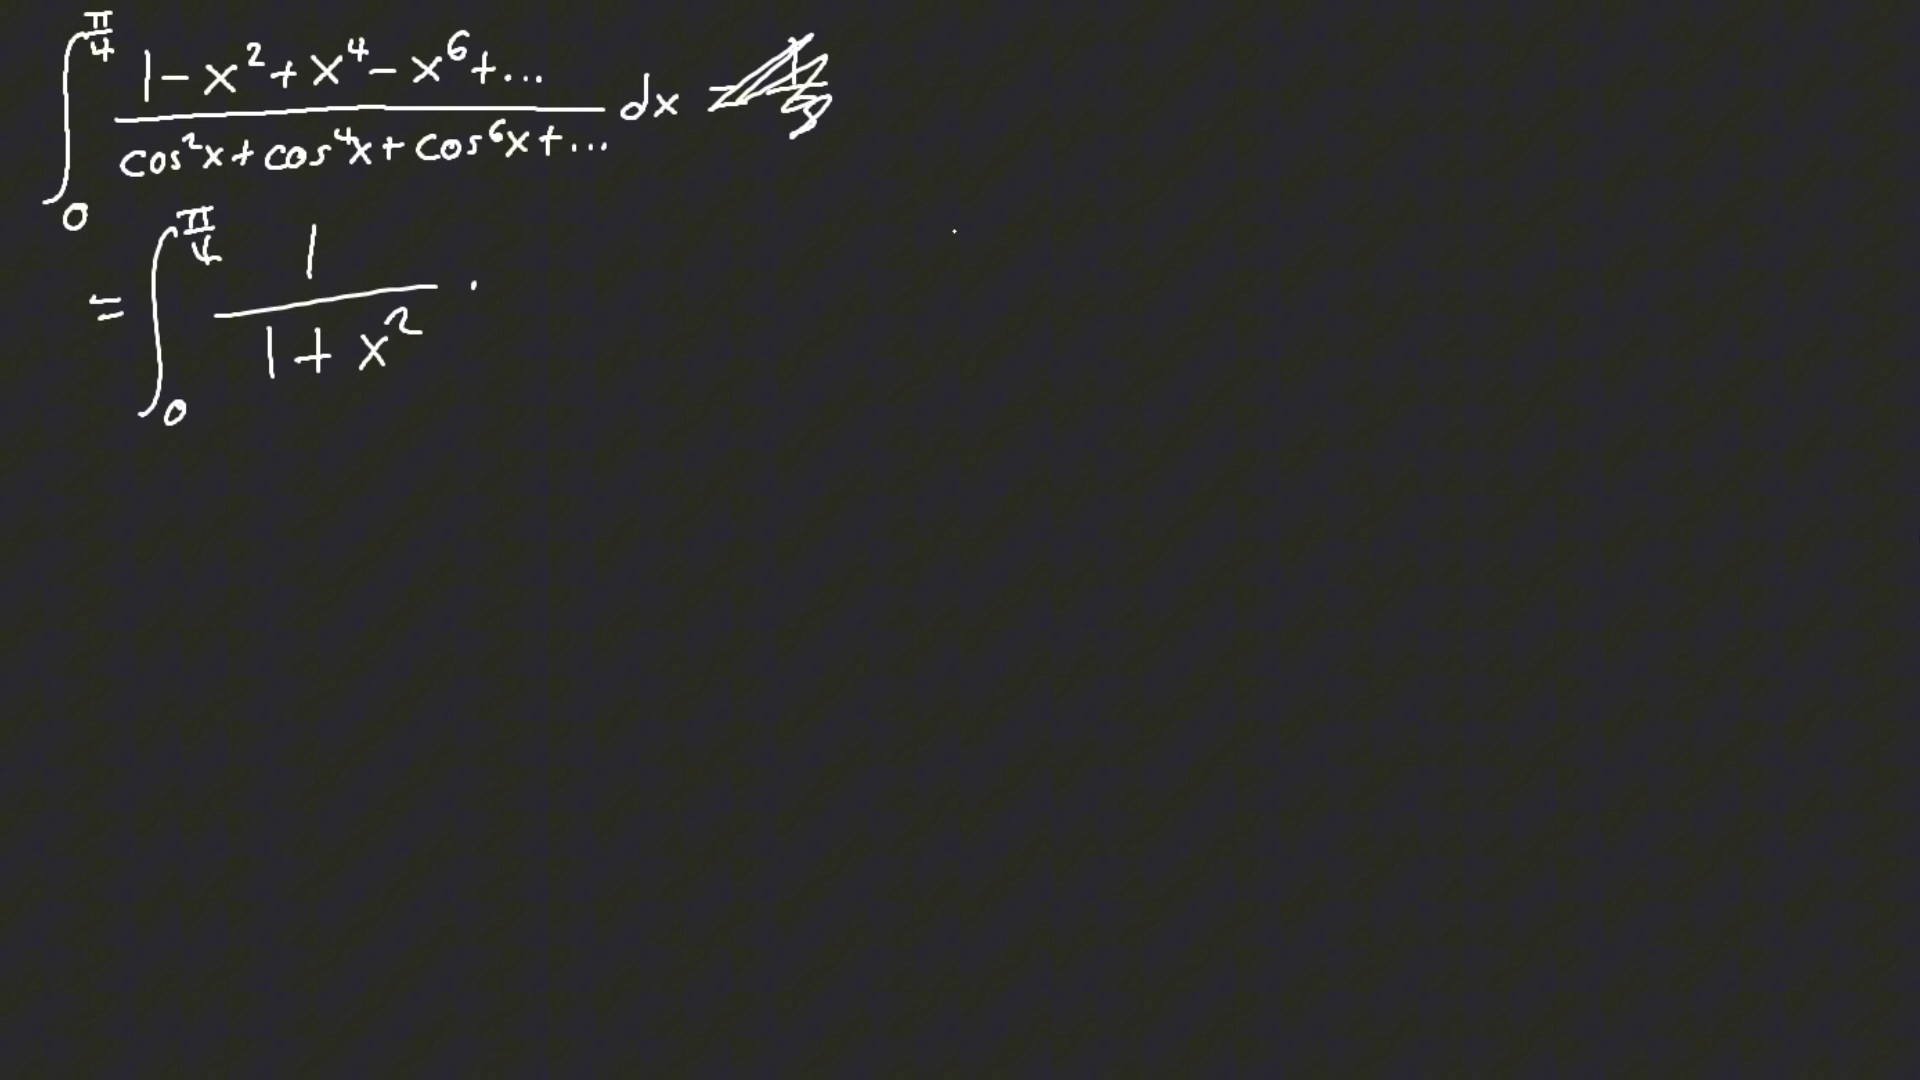 ∫₀^(π/4) (1 - x² + x⁴ - x⁶ + ...)/(cos²x + cos⁴x + cos⁶x + ...) dx
= ∫₀^(π/4) 1/(1 + x²) ·